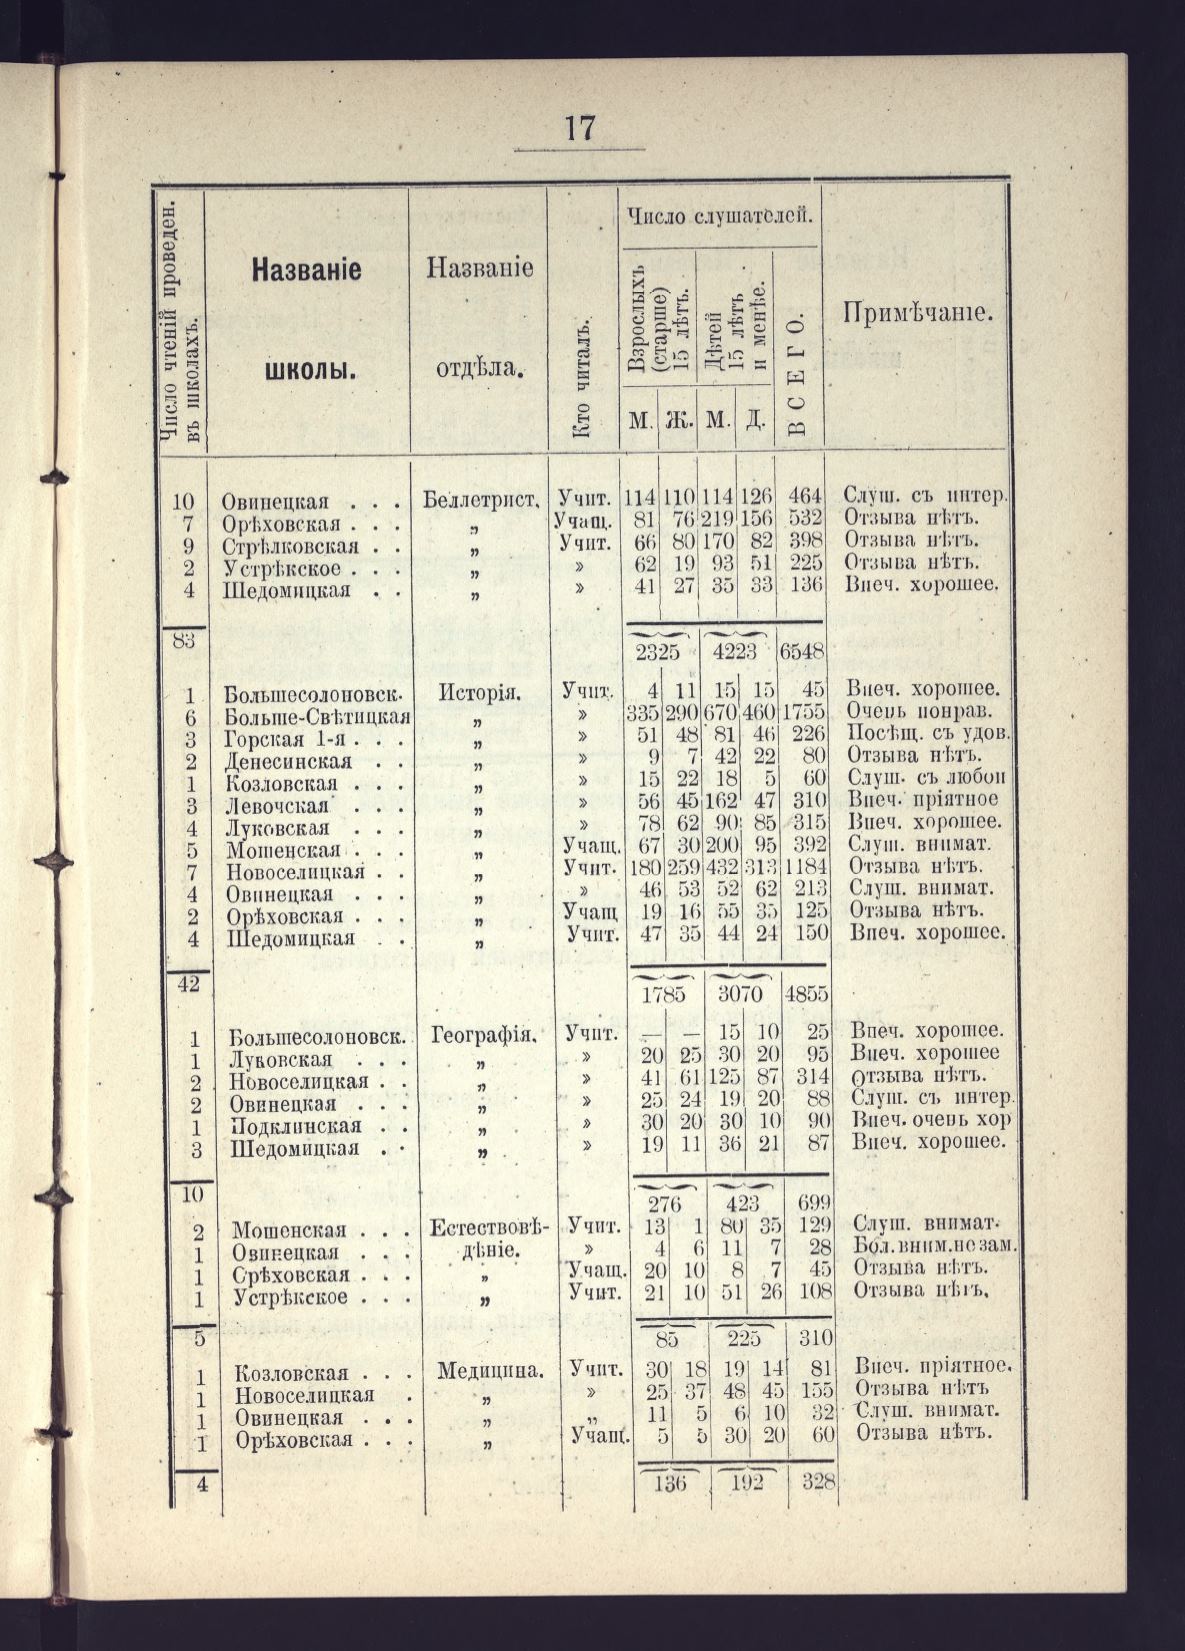 17
Число чтеній проведен. въ школахъ.
Названіе школы.
Названіе отдѣла.
Кто читалъ.
Число слушателей.
Взрослыхъ (старше) 15 лѣтъ.
Дѣтей 15 лѣтъ и менѣе.
ВСЕГО.
Примѣчаніе.
М. Ж. М. Д.
10 Овинецкая . . . Беллетрист. Учит. 114 110 114 126 464 Слуш. съ интер.
7 Орѣховская . . . „ Учащ. 81 76 219 156 532 Отзыва нѣтъ.
9 Стрѣлковская . . „ Учит. 66 80 170 82 398 Отзыва нѣтъ.
2 Устрѣкское . . . „ » 62 19 93 51 225 Отзыва нѣтъ.
4 Шедомицкая . . „ » 41 27 35 33 136 Впеч. хорошее.
83 2325 4223 6548
1 Большесолоновск. Исторія. Учит. 4 11 15 15 45 Впеч. хорошее.
6 Больше-Свѣтицкая „ » 335 290 670 460 1755 Очень понрав.
3 Горская 1-я . . . „ » 51 48 81 46 226 Посѣщ. съ удов.
2 Денесинская . . „ » 9 7 42 22 80 Отзыва нѣтъ.
1 Козловская . . . „ » 15 22 18 5 60 Слуш. съ любои
3 Левочская . . . „ » 56 45 162 47 310 Впеч. пріятное
4 Луковская . . . „ » 78 62 90 85 315 Впеч. хорошее.
5 Мошенская . . . „ Учащ. 67 30 200 95 392 Слуш. внимат.
7 Новоселицкая . . „ Учит. 180 259 432 313 1184 Отзыва нѣтъ.
4 Овинецкая . . . „ » 46 53 52 62 213 Слуш. внимат.
2 Орѣховская . . . „ Учащ 19 16 55 35 125 Отзыва нѣтъ.
4 Шедомицкая . . „ Учит. 47 35 44 24 150 Впеч. хорошее.
42 1785 3070 4855
1 Большесолоновск. Географія. Учит. — — 15 10 25 Впеч. хорошее.
1 Луковская . . . „ » 20 25 30 20 95 Впеч. хорошее
2 Новоселицкая . . „ » 41 61 125 87 314 Отзыва нѣтъ.
2 Овинецкая . . . „ » 25 24 19 20 88 Слуш. съ интер.
1 Подклинская . . „ » 30 20 30 10 90 Впеч. очень хор
3 Шедомицкая . . „ » 19 11 36 21 87 Впеч. хорошее.
10 276 423 699
2 Мошенская . . . Естествовѣ- Учит. 13 1 80 35 129 Слуш. внимат.
1 Овинецкая . . . дѣніе. » 4 6 11 7 28 Бол. вним. не зам.
1 Орѣховская . . . „ Учащ. 20 10 8 7 45 Отзыва нѣтъ.
1 Устрѣкское . . . „ Учит. 21 10 51 26 108 Отзыва нѣтъ.
5 85 225 310
1 Козловская . . . Медицина. Учит. 30 18 19 14 81 Впеч. пріятное.
1 Новоселицкая . „ » 25 37 48 45 155 Отзыва нѣтъ
1 Овинецкая . . . „ „ 11 5 6 10 32 Слуш. внимат.
1 Орѣховская . . . „ Учащ. 5 5 30 20 60 Отзыва нѣтъ.
4 136 192 328